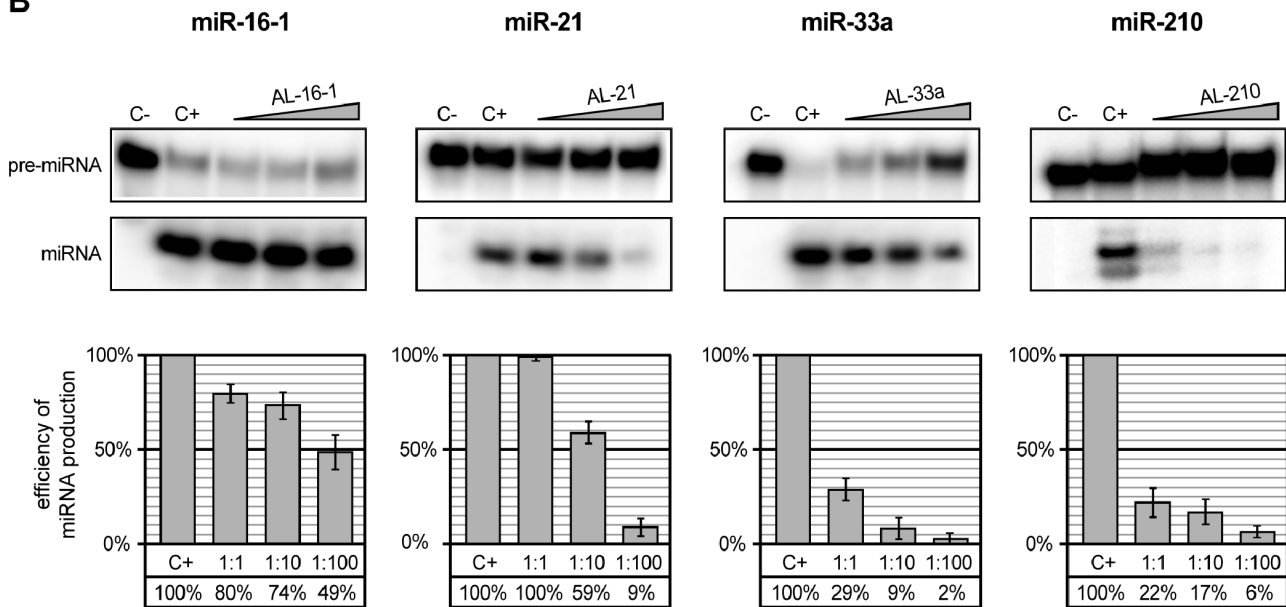 B
miR-16-1 miR-21 miR-33a miR-210
C- C+ AL-16-1 C- C+ AL-21 C- C+ AL-33a C- C+ AL-210
pre-miRNA
miRNA
efficiency of
miRNA production
100% 100% 100% 100%
50% 50% 50% 50%
0% 0% 0% 0%
C+ 1:1 1:10 1:100 C+ 1:1 1:10 1:100 C+ 1:1 1:10 1:100 C+ 1:1 1:10 1:100
100% 80% 74% 49% 100% 100% 59% 9% 100% 29% 9% 2% 100% 22% 17% 6%